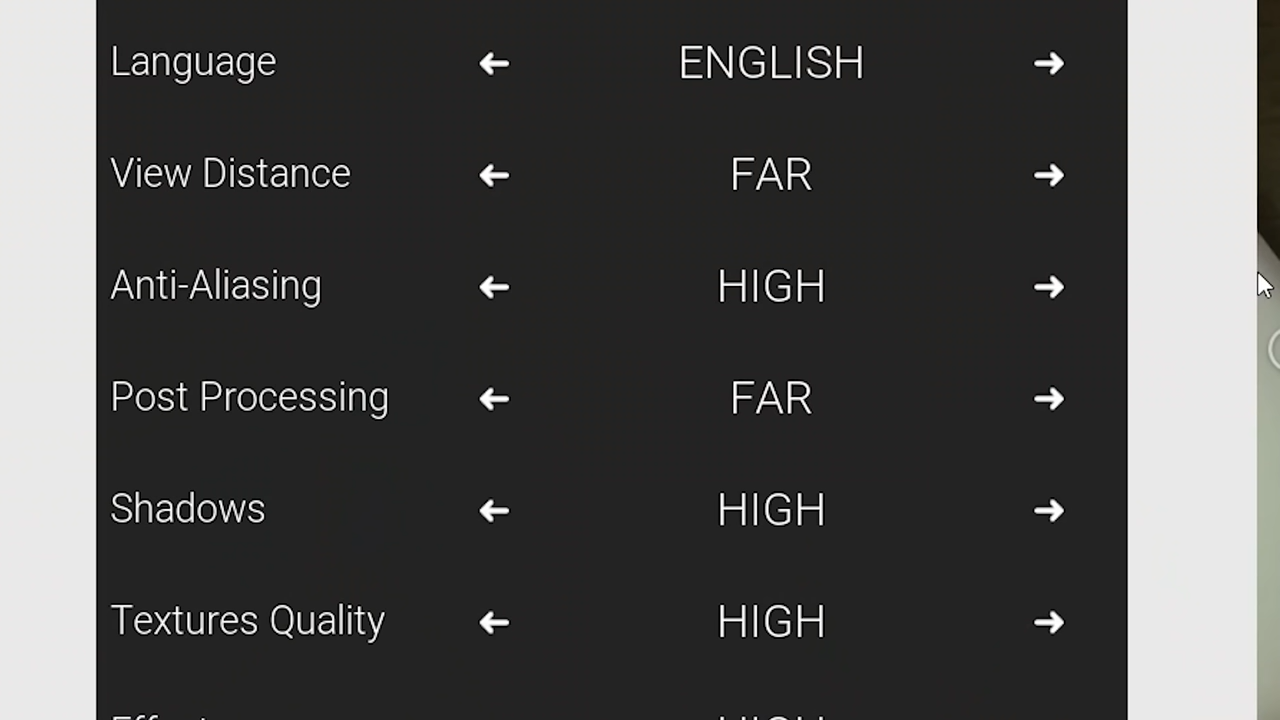 Language ENGLISH
View Distance FAR
Anti-Aliasing HIGH
Post Processing FAR
Shadows HIGH
Textures Quality HIGH